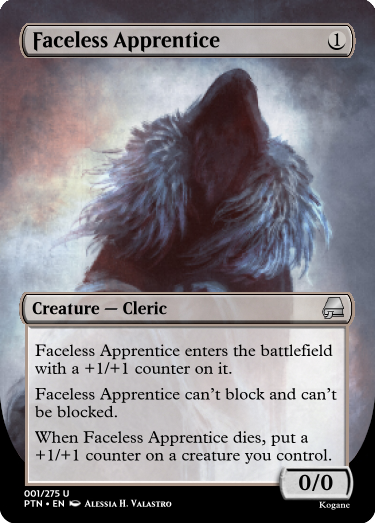 Faceless Apprentice 1
Creature — Cleric
Faceless Apprentice enters the battlefield
with a +1/+1 counter on it.
Faceless Apprentice can't block and can't
be blocked.
When Faceless Apprentice dies, put a
+1/+1 counter on a creature you control.
0/0
001/275 U
PTN • EN Alessia H. Valastro
Kogane